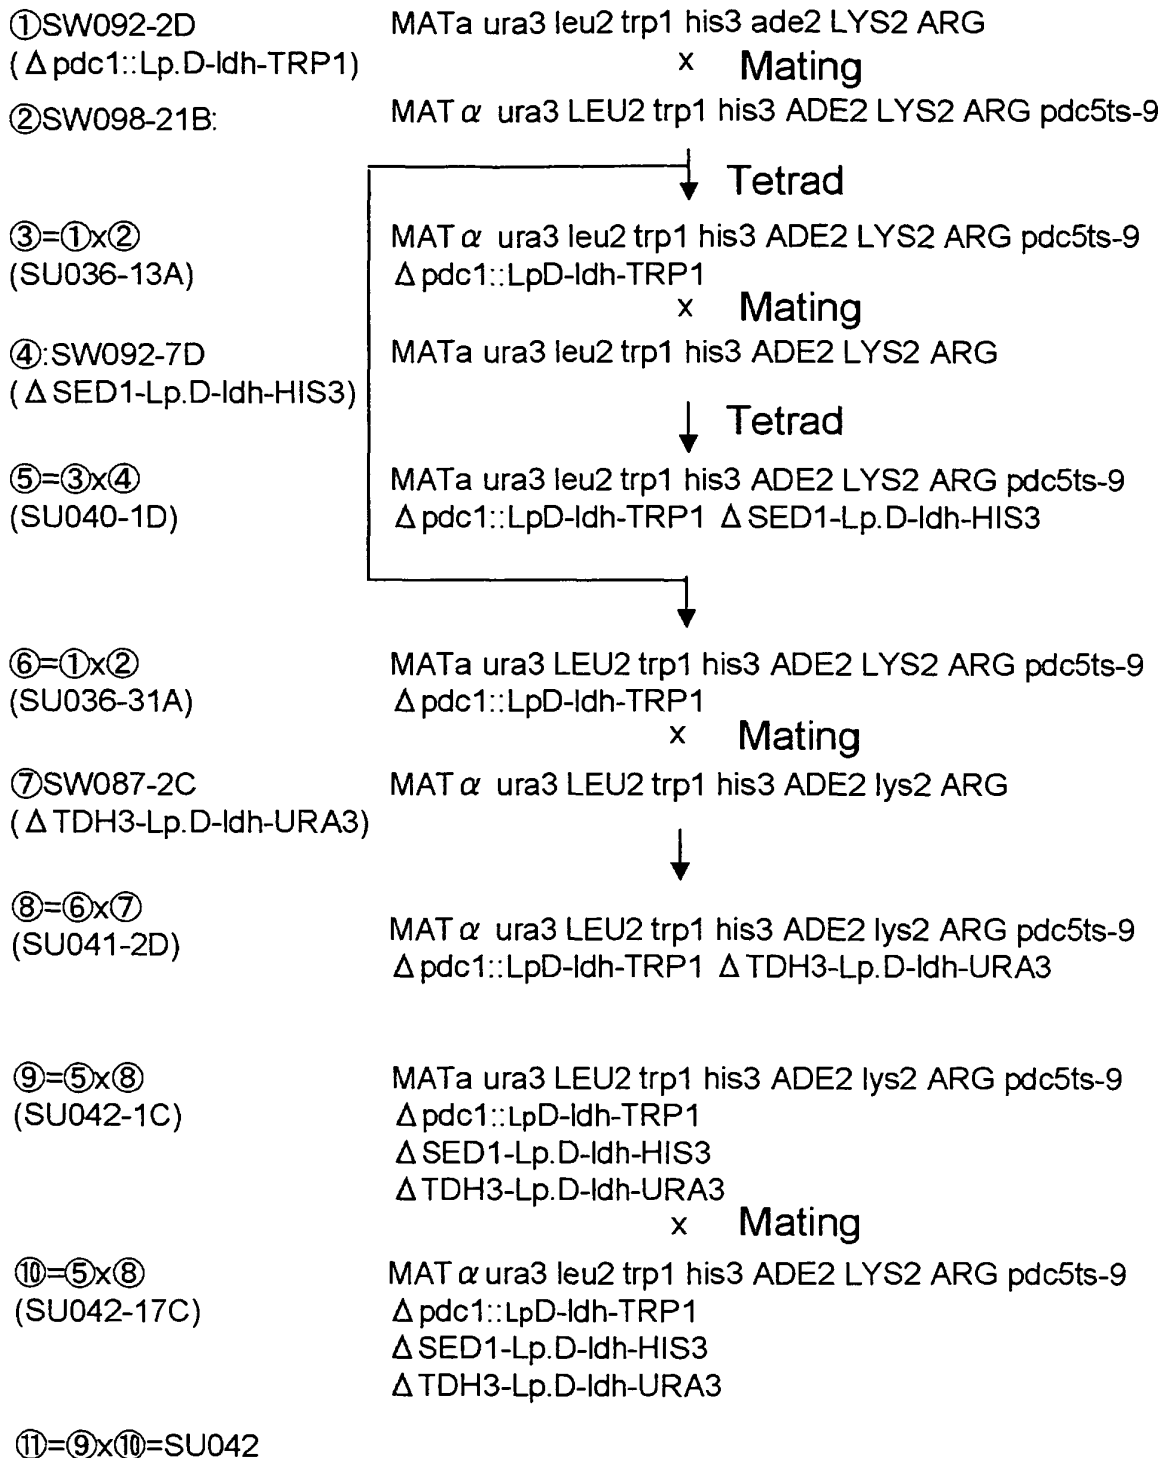 ①SW092-2D MATa ura3 leu2 trp1 his3 ade2 LYS2 ARG
(Δpdc1::Lp.D-ldh-TRP1) x Mating
②SW098-21B: MATα ura3 LEU2 trp1 his3 ADE2 LYS2 ARG pdc5ts-9
Tetrad
③=①x② MATα ura3 leu2 trp1 his3 ADE2 LYS2 ARG pdc5ts-9
(SU036-13A) Δpdc1::LpD-ldh-TRP1
x Mating
④:SW092-7D MATa ura3 leu2 trp1 his3 ADE2 LYS2 ARG
(ΔSED1-Lp.D-ldh-HIS3)
Tetrad
⑤=③x④ MATa ura3 leu2 trp1 his3 ADE2 LYS2 ARG pdc5ts-9
(SU040-1D) Δpdc1::LpD-ldh-TRP1 ΔSED1-Lp.D-ldh-HIS3
⑥=①x② MATa ura3 LEU2 trp1 his3 ADE2 LYS2 ARG pdc5ts-9
(SU036-31A) Δpdc1::LpD-ldh-TRP1
x Mating
⑦SW087-2C MATα ura3 LEU2 trp1 his3 ADE2 lys2 ARG
(ΔTDH3-Lp.D-ldh-URA3)
⑧=⑥x⑦ MATα ura3 LEU2 trp1 his3 ADE2 lys2 ARG pdc5ts-9
(SU041-2D) Δpdc1::LpD-ldh-TRP1 ΔTDH3-Lp.D-ldh-URA3
⑨=⑤x⑧ MATa ura3 LEU2 trp1 his3 ADE2 lys2 ARG pdc5ts-9
(SU042-1C) Δpdc1::LpD-ldh-TRP1
ΔSED1-Lp.D-ldh-HIS3
ΔTDH3-Lp.D-ldh-URA3
x Mating
⑩=⑤x⑧ MATα ura3 leu2 trp1 his3 ADE2 LYS2 ARG pdc5ts-9
(SU042-17C) Δpdc1::LpD-ldh-TRP1
ΔSED1-Lp.D-ldh-HIS3
ΔTDH3-Lp.D-ldh-URA3
⑪=⑨x⑩=SU042